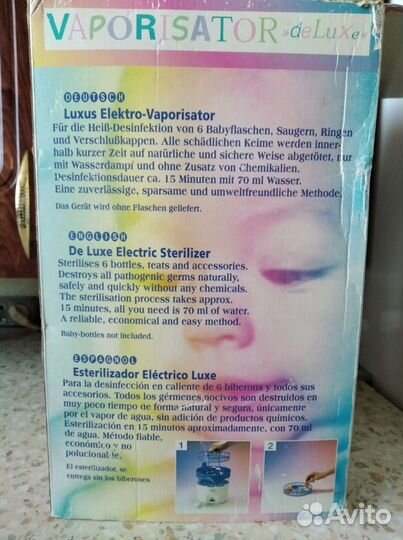 VAPORISATOR »deLuxe«
DEUTSCH
Luxus Elektro-Vaporisator
Für die Heiß-Desinfektion von 6 Babyflaschen, Saugern, Ringen
und Verschlußkappen. Alle schädlichen Keime werden inner-
halb kurzer Zeit auf natürliche und sichere Weise abgetötet, nur
mit Wasserdampf und ohne Zusatz von Chemikalien.
Desinfektionsdauer ca. 15 Minuten mit 70 ml Wasser.
Eine zuverlässige, sparsame und umweltfreundliche Methode.
Das Gerät wird ohne Flaschen geliefert.
ENGLISH
De Luxe Electric Sterilizer
Sterilises 6 bottles, teats and accessories.
Destroys all pathogenic germs naturally,
safely and quickly without any chemicals.
The sterilisation process takes approx.
15 minutes, all you need is 70 ml of water.
A reliable, economical and easy method.
Baby-bottles not included.
ESPAGNOL
Esterilizador Eléctrico Luxe
Para la desinfección en caliente de 6 biberons y todos sus
accesorios. Todos los gérmenes nocivos son destruidos en
muy poco tiempo de forma natural y segura, únicamente
por el vapor de agua, sin adición de productos químicos.
Esterilización en 15 minutos aproximadamente, con 70 ml
de agua. Método fiable,
económico y no
polucional de.
El esterilizador, se
entrega sin los biberones
1
2
Avito